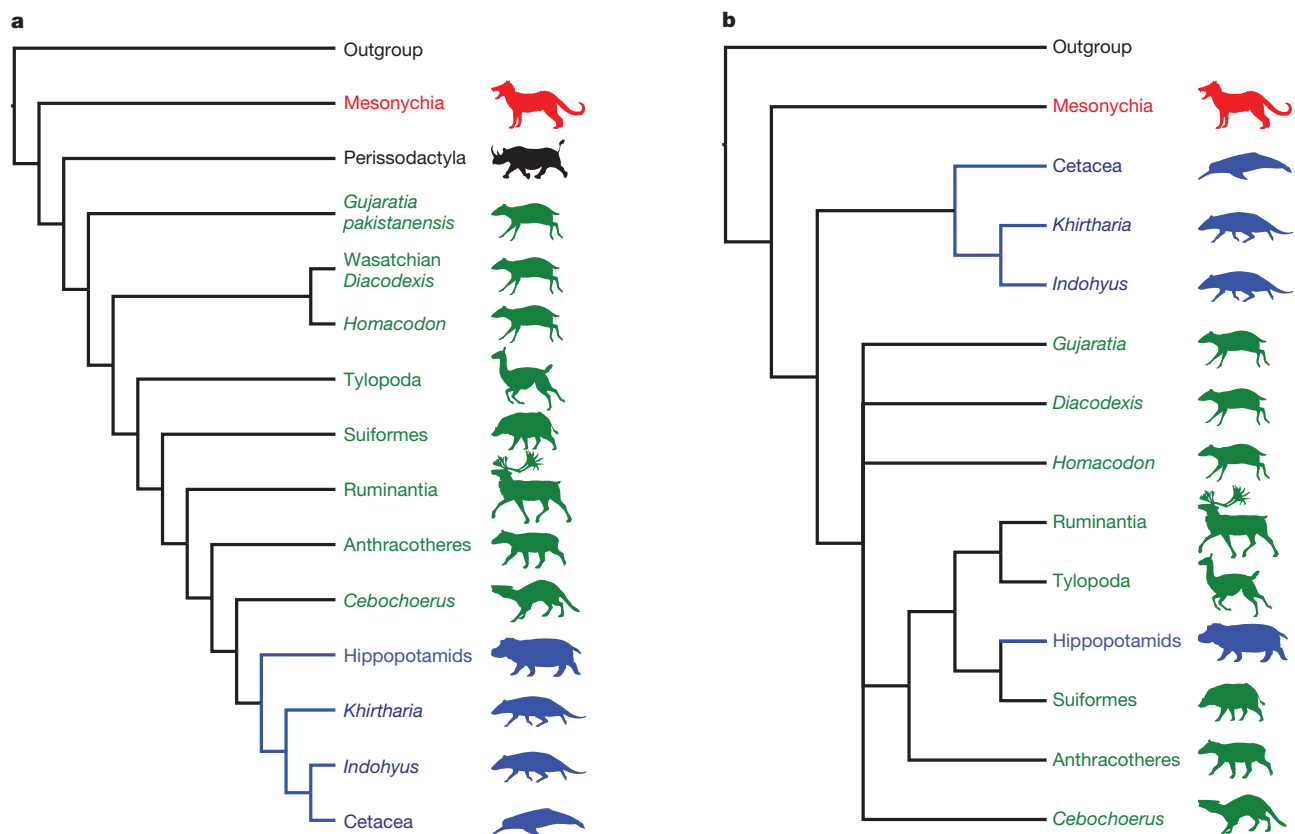 a
Outgroup
Mesonychia
Perissodactyla
Gujaratia
pakistanensis
Wasatchian
Diacodexis
Homacodon
Tylopoda
Suiformes
Ruminantia
Anthracotheres
Cebochoerus
Hippopotamids
Khirtharia
Indohyus
Cetacea
b
Outgroup
Mesonychia
Cetacea
Khirtharia
Indohyus
Gujaratia
Diacodexis
Homacodon
Ruminantia
Tylopoda
Hippopotamids
Suiformes
Anthracotheres
Cebochoerus